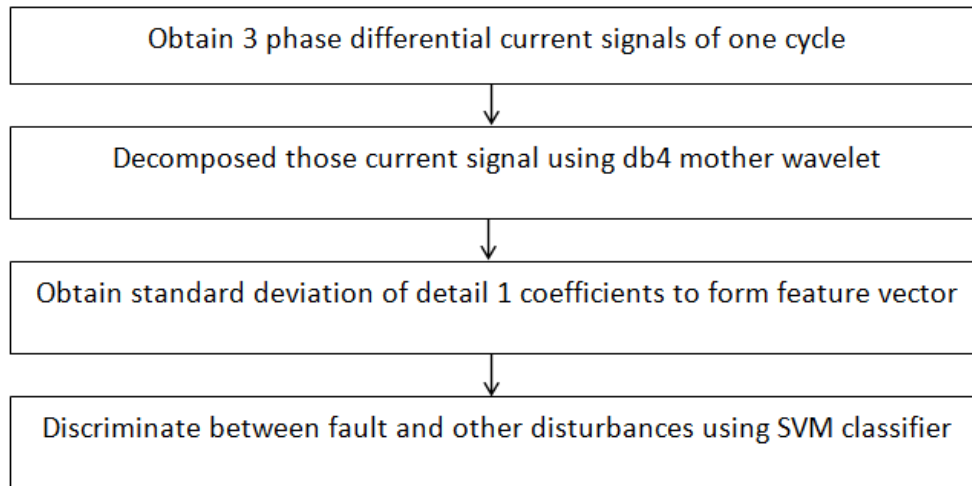 Obtain 3 phase differential current signals of one cycle
Decomposed those current signal using db4 mother wavelet
Obtain standard deviation of detail 1 coefficients to form feature vector
Discriminate between fault and other disturbances using SVM classifier